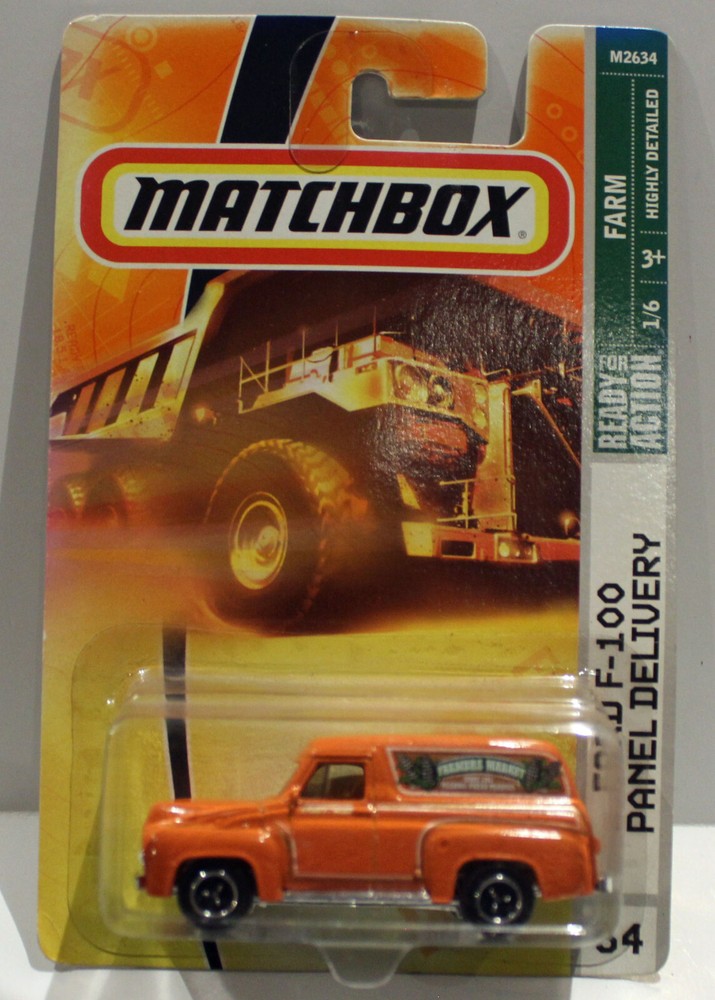 MATCHBOX®
M2634
FARM
HIGHLY DETAILED
3+
1/6
READY FOR ACTION
F-100
PANEL DELIVERY
FARMERS MARKET